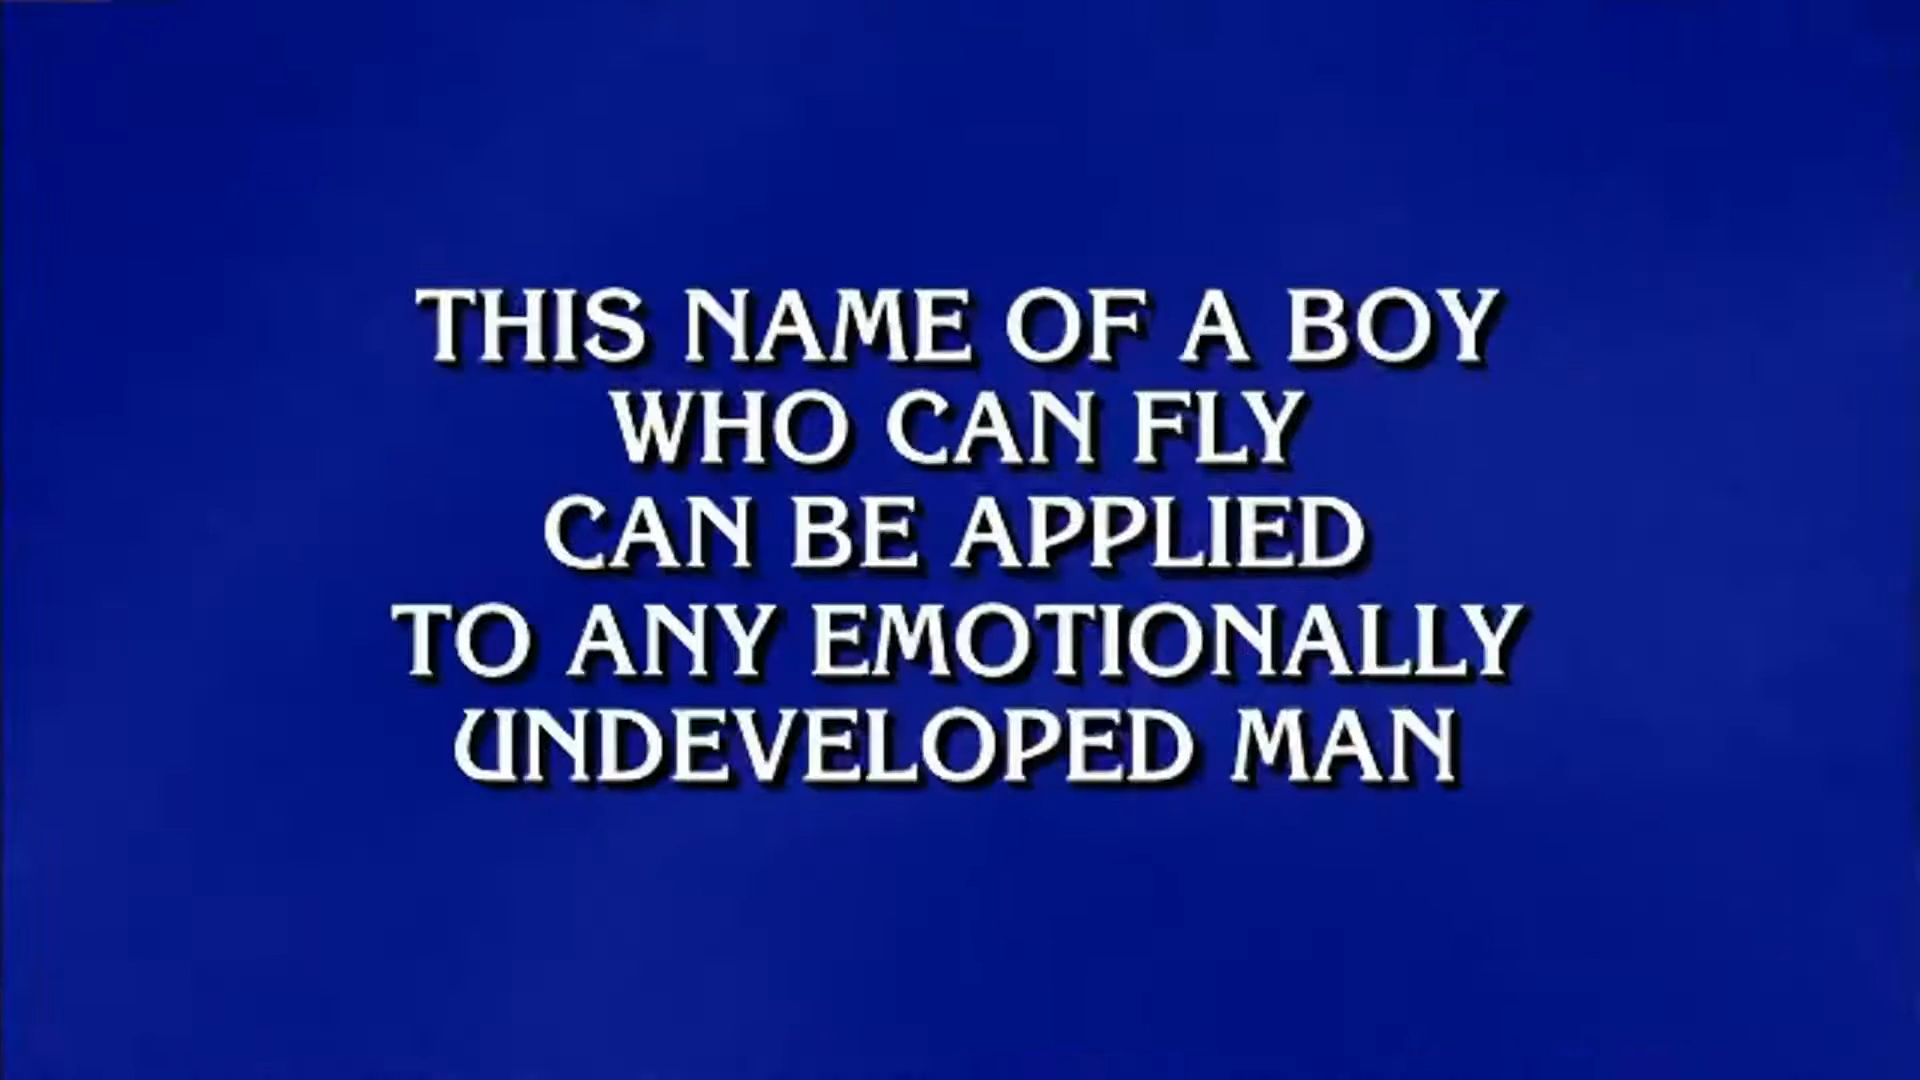 THIS NAME OF A BOY
WHO CAN FLY
CAN BE APPLIED
TO ANY EMOTIONALLY
UNDEVELOPED MAN